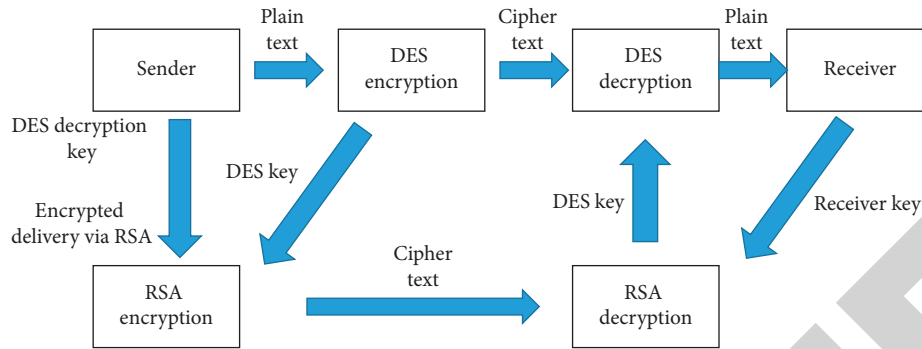 Plain
text
Cipher
text
Plain
text
Sender
DES
encryption
DES
decryption
Receiver
DES decryption
key
DES key
DES key
Receiver key
Encrypted
delivery via RSA
Cipher
text
RSA
encryption
RSA
decryption